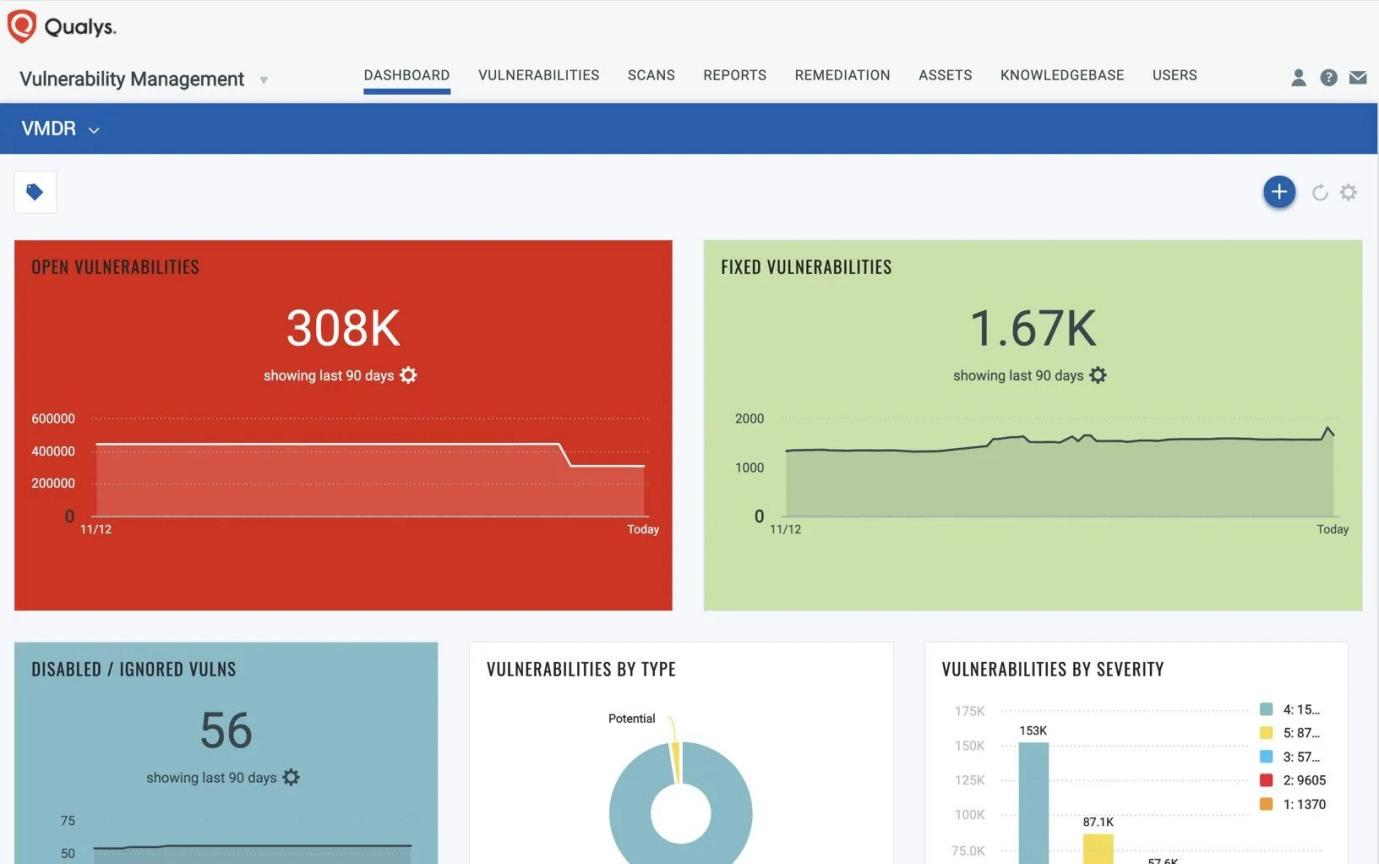 Qualys.
Vulnerability Management
DASHBOARD VULNERABILITIES SCANS REPORTS REMEDIATION ASSETS KNOWLEDGEBASE USERS
VMDR
OPEN VULNERABILITIES
308K
showing last 90 days
600000
400000
200000
0
11/12 Today
FIXED VULNERABILITIES
1.67K
showing last 90 days
2000
1000
0
11/12 Today
DISABLED / IGNORED VULNS
56
showing last 90 days
75
50
VULNERABILITIES BY TYPE
Potential
VULNERABILITIES BY SEVERITY
175K
150K
125K
100K
75.0K
153K
87.1K
57.6K
4: 15...
5: 87...
3: 57...
2: 9605
1: 1370